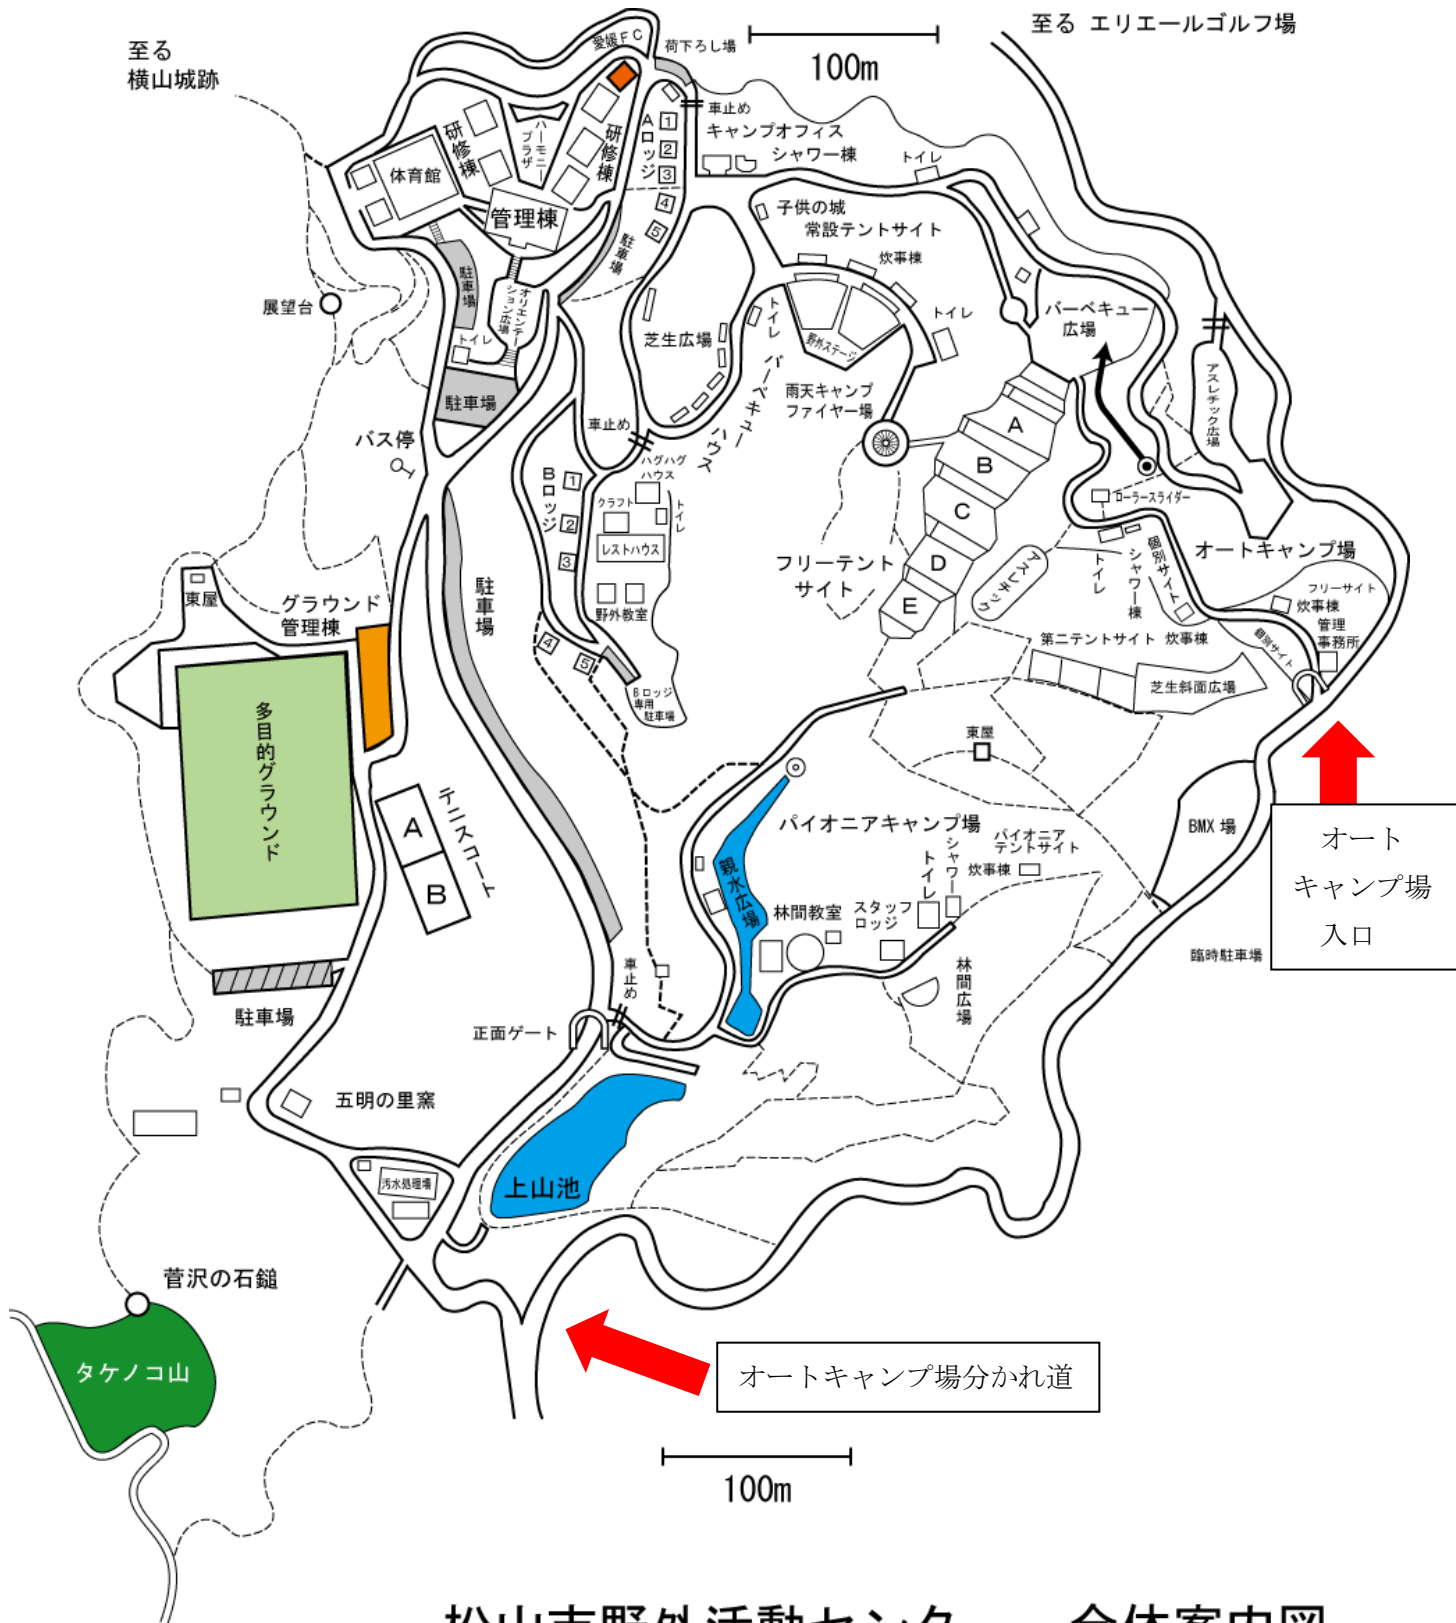 至る エリエールゴルフ場
至る
横山城跡
愛媛FC
荷下ろし場
100m
車止め
キャンプオフィス
シャワー棟
トイレ
研修棟
ハーモニー
プラザ
研修棟
Aロッジ
1
2
3
4
5
体育館
管理棟
子供の城
常設テントサイト
炊事棟
駐車場
駐車場
オリエンテー
ション広場
展望台
トイレ
芝生広場
トイレ
野外ステージ
トイレ
バーベキュー
広場
アスレチック広場
駐車場
バーベキュー
ハウス
雨天キャンプ
ファイヤー場
車止め
バス停
A
B
C
D
E
ハグハグ
ハウス
Bロッジ
1
2
3
4
5
クラフト
トイレ
レストハウス
野外教室
Bロッジ
専用
駐車場
ローラースライダー
フリーテント
サイト
アスレチック
トイレ
シャワー棟
個別サイト
オートキャンプ場
フリーサイト
炊事棟
管理
事務所
個別サイト
東屋
グラウンド
管理棟
駐車場
第二テントサイト 炊事棟
芝生斜面広場
多目的グラウンド
東屋
テニスコート
A
B
パイオニアキャンプ場
パイオニア
テントサイト
炊事棟
シャワー
トイレ
親水広場
林間教室
スタッフ
ロッジ
BMX 場
オート
キャンプ場
入口
臨時駐車場
林間広場
車止め
駐車場
正面ゲート
五明の里窯
汚水処理場
上山池
菅沢の石鎚
タケノコ山
オートキャンプ場分かれ道
100m